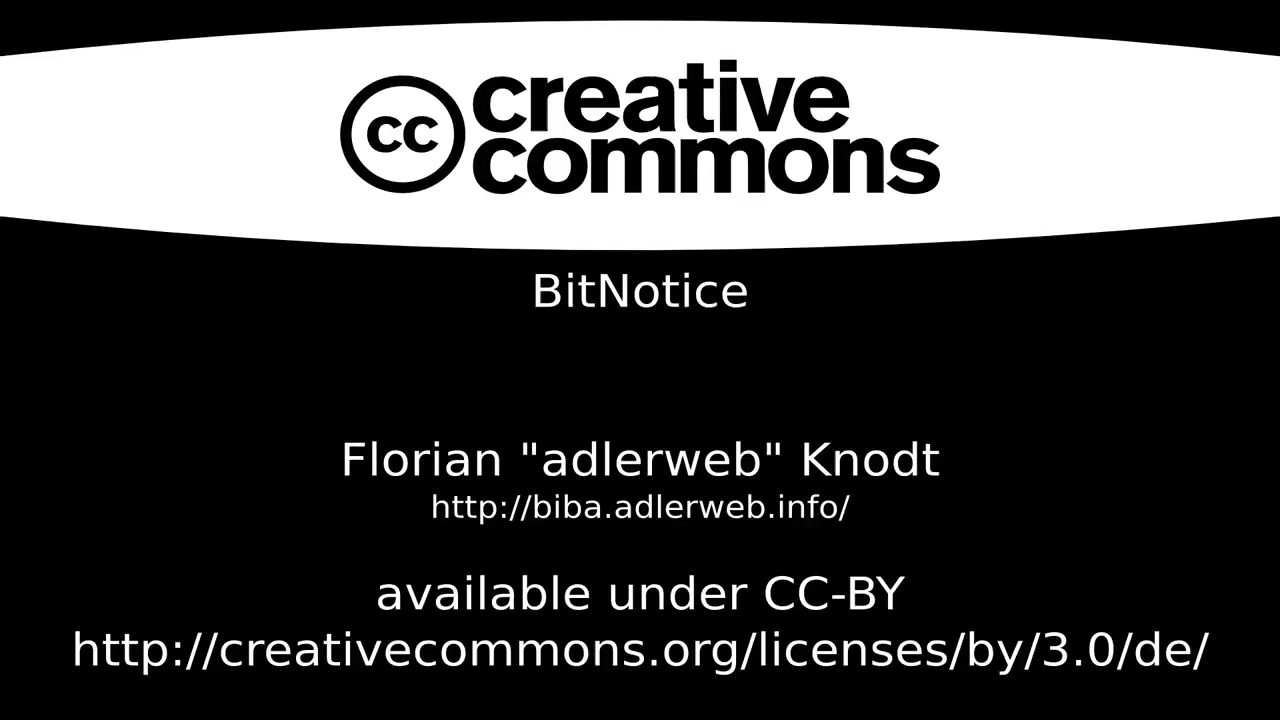 cc creative
commons
BitNotice
Florian "adlerweb" Knodt
http://biba.adlerweb.info/
available under CC-BY
http://creativecommons.org/licenses/by/3.0/de/